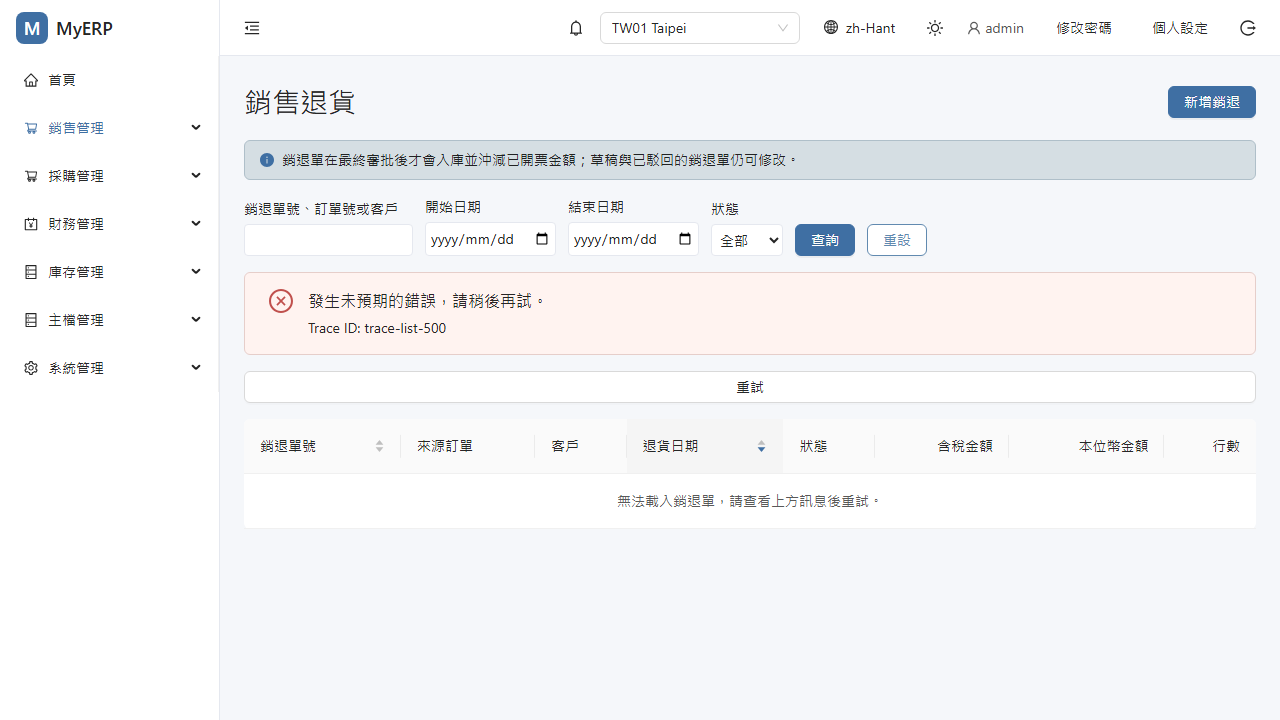 M MyERP
TW01 Taipei
zh-Hant
admin
修改密碼
個人設定
首頁
銷售管理
採購管理
財務管理
庫存管理
主檔管理
系統管理
銷售退貨
新增銷退
銷退單在最終審批後才會入庫並沖減已開票金額；草稿與已駁回的銷退單仍可修改。
銷退單號、訂單號或客戶
開始日期
結束日期
狀態
yyyy/mm/dd
yyyy/mm/dd
全部
查詢
重設
發生未預期的錯誤，請稍後再試。
Trace ID: trace-list-500
重試
銷退單號 來源訂單 客戶 退貨日期 狀態 含稅金額 本位幣金額 行數
無法載入銷退單，請查看上方訊息後重試。